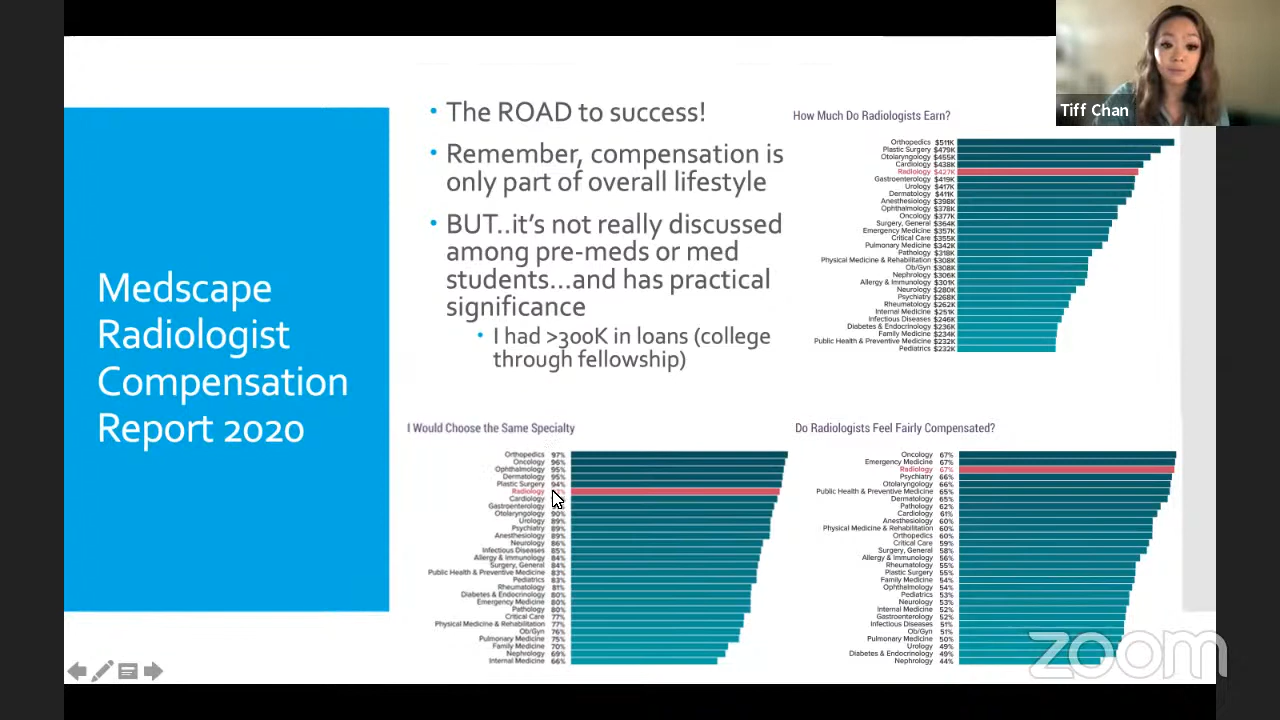 Tiff Chan
Medscape
Radiologist
Compensation
Report 2020
• The ROAD to success!
• Remember, compensation is
only part of overall lifestyle
• BUT..it's not really discussed
among pre-meds or med
students...and has practical
significance
• I had >300K in loans (college
through fellowship)
How Much Do Radiologists Earn?
Orthopedics $511K
Plastic Surgery $479K
Otolaryngology $455K
Cardiology $438K
Radiology $427K
Gastroenterology $419K
Urology $417K
Dermatology $411K
Anesthesiology $398K
Ophthalmology $378K
Oncology $377K
Surgery, General $364K
Emergency Medicine $357K
Critical Care $355K
Pulmonary Medicine $342K
Pathology $318K
Physical Medicine & Rehabilitation $308K
Ob/Gyn $308K
Nephrology $306K
Allergy & Immunology $301K
Neurology $280K
Psychiatry $268K
Rheumatology $262K
Internal Medicine $251K
Infectious Diseases $246K
Diabetes & Endocrinology $236K
Family Medicine $234K
Public Health & Preventive Medicine $232K
Pediatrics $232K
I Would Choose the Same Specialty
Orthopedics 97%
Oncology 96%
Ophthalmology 95%
Dermatology 95%
Plastic Surgery 94%
Radiology
Cardiology
Gastroenterology
Otolaryngology 90%
Urology 89%
Psychiatry 89%
Anesthesiology 89%
Neurology 86%
Infectious Diseases 85%
Allergy & Immunology 84%
Surgery, General 84%
Public Health & Preventive Medicine 83%
Pediatrics 83%
Rheumatology 81%
Diabetes & Endocrinology 80%
Emergency Medicine 80%
Pathology 80%
Critical Care 77%
Physical Medicine & Rehabilitation 77%
Ob/Gyn 76%
Pulmonary Medicine 75%
Family Medicine 70%
Nephrology 69%
Internal Medicine 66%
Do Radiologists Feel Fairly Compensated?
Oncology 67%
Emergency Medicine 67%
Radiology 67%
Psychiatry 66%
Otolaryngology 66%
Public Health & Preventive Medicine 65%
Dermatology 65%
Pathology 62%
Cardiology 61%
Anesthesiology 60%
Physical Medicine & Rehabilitation 60%
Orthopedics 60%
Critical Care 59%
Surgery, General 58%
Allergy & Immunology 56%
Rheumatology 55%
Plastic Surgery 55%
Family Medicine 54%
Ophthalmology 54%
Pediatrics 53%
Neurology 53%
Internal Medicine 52%
Gastroenterology 52%
Infectious Diseases 51%
Ob/Gyn 51%
Pulmonary Medicine 50%
Urology 49%
Diabetes & Endocrinology 49%
Nephrology 44%
zoom